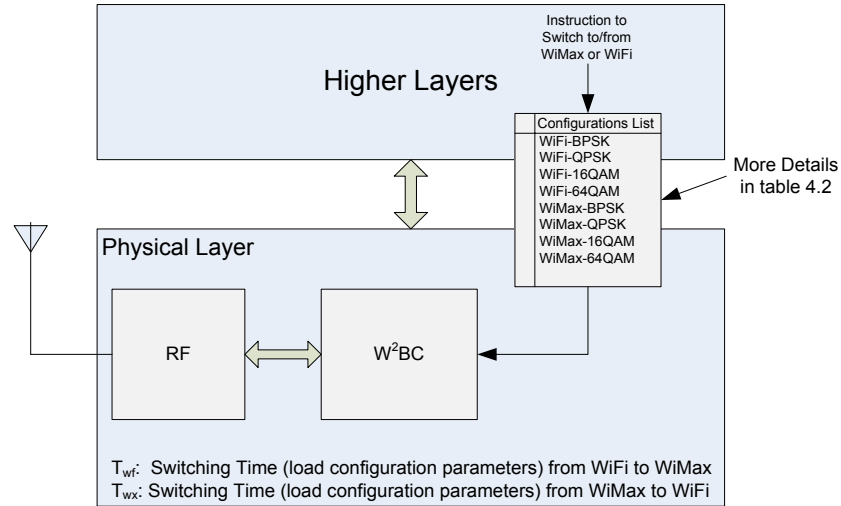 Instruction to
Switch to/from
WiMax or WiFi
Higher Layers
Configurations List
WiFi-BPSK
WiFi-QPSK
WiFi-16QAM
WiFi-64QAM
WiMax-BPSK
WiMax-QPSK
WiMax-16QAM
WiMax-64QAM
More Details
in table 4.2
Physical Layer
RF
W²BC
T_wf: Switching Time (load configuration parameters) from WiFi to WiMax
T_wx: Switching Time (load configuration parameters) from WiMax to WiFi